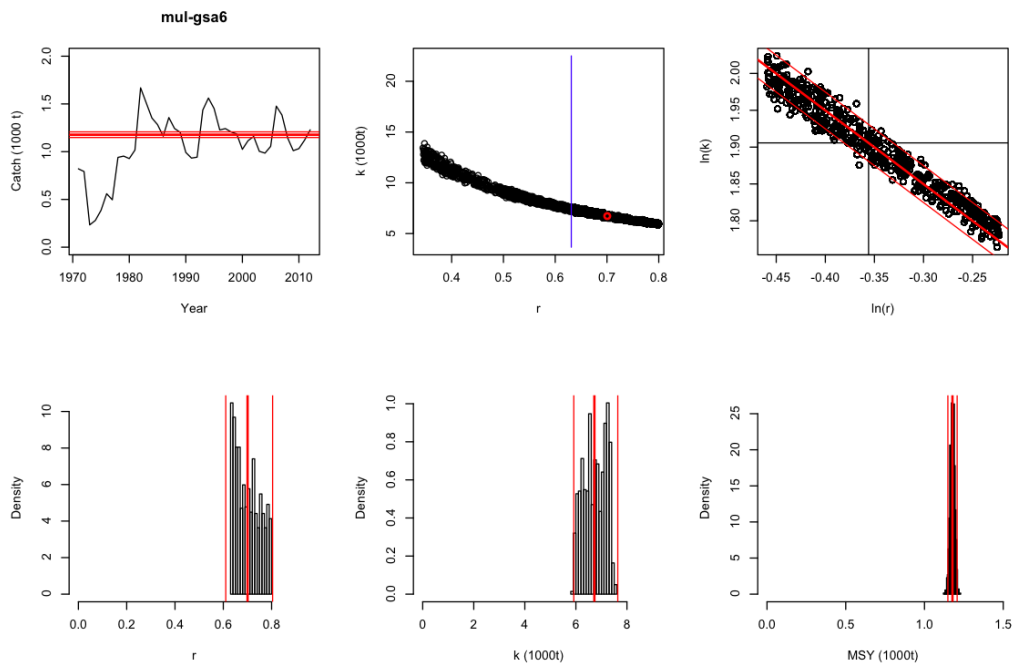 mul-gsa6
Catch (1000 t)
0.0 0.5 1.0 1.5 2.0
1970 1980 1990 2000 2010
Year
k (1000t)
5 10 15 20
0.4 0.5 0.6 0.7 0.8
r
ln(k)
1.80 1.85 1.90 1.95 2.00
-0.45 -0.40 -0.35 -0.30 -0.25
ln(r)
Density
0 2 4 6 8 10
0.0 0.2 0.4 0.6 0.8
r
Density
0.0 0.2 0.4 0.6 0.8 1.0
0 2 4 6 8
k (1000t)
Density
0 5 10 15 20 25
0.0 0.5 1.0 1.5
MSY (1000t)